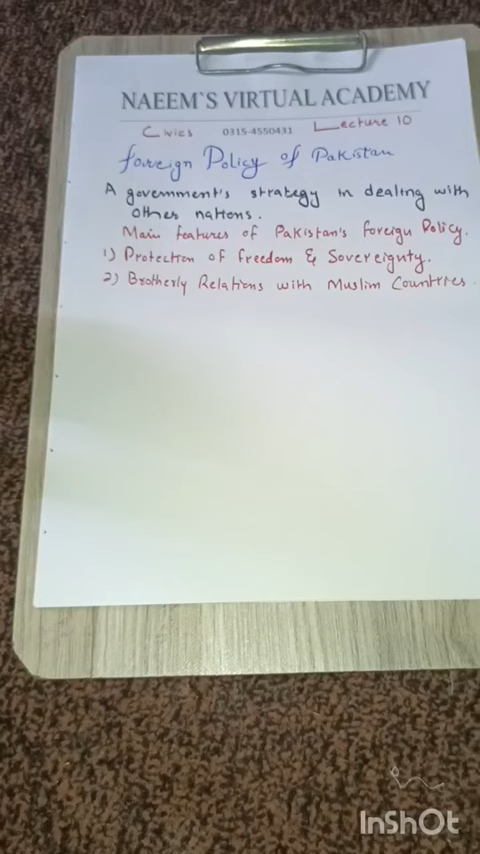 NAEEM`S VIRTUAL ACADEMY
Civics 0315-4550431 Lecture 10
Foreign Policy of Pakistan
A government's strategy in dealing with
other nations.
Main features of Pakistan's foreign Policy.
1) Protection of freedom & Sovereignty.
2) Brotherly Relations with Muslim Countries.
InShOt